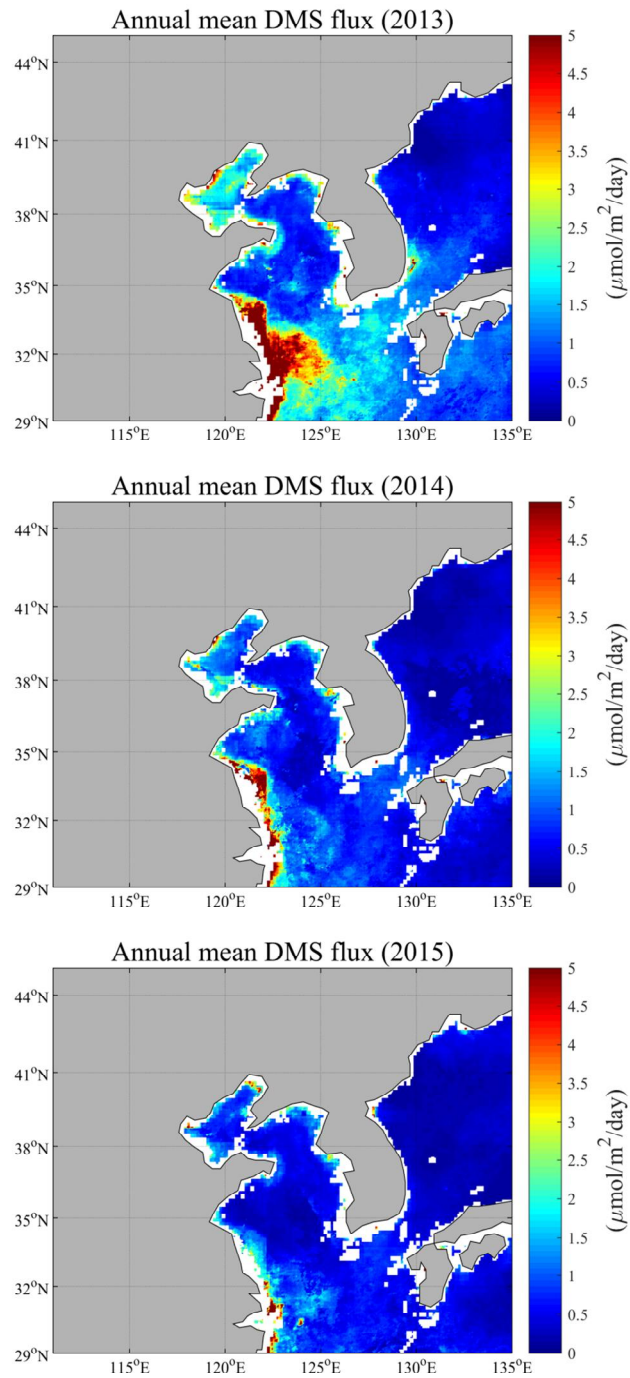 Annual mean DMS flux (2013)
44°N
41°N
38°N
35°N
32°N
29°N
115°E 120°E 125°E 130°E 135°E
5
4.5
4
3.5
3
2.5
2
1.5
1
0.5
0
(μmol/m²/day)
Annual mean DMS flux (2014)
44°N
41°N
38°N
35°N
32°N
29°N
115°E 120°E 125°E 130°E 135°E
5
4.5
4
3.5
3
2.5
2
1.5
1
0.5
0
(μmol/m²/day)
Annual mean DMS flux (2015)
44°N
41°N
38°N
35°N
32°N
29°N
115°E 120°E 125°E 130°E 135°E
5
4.5
4
3.5
3
2.5
2
1.5
1
0.5
0
(μmol/m²/day)